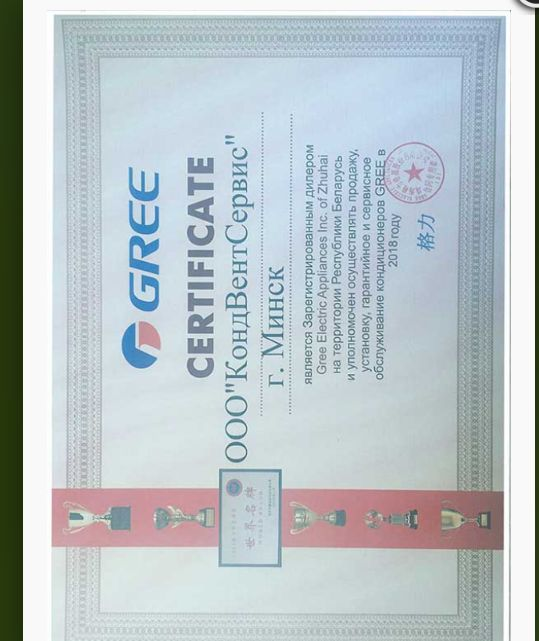 GREE
CERTIFICATE
ООО"КондВентСервис"
г. Минск
является Зарегистрированным дилером
Gree Electric Appliances Inc. of Zhuhai
на территории Республики Беларусь
и уполномочен осуществлять продажу,
установку, гарантийное и сервисное
обслуживание кондиционеров GREE в
2018 году
格力
世界名牌